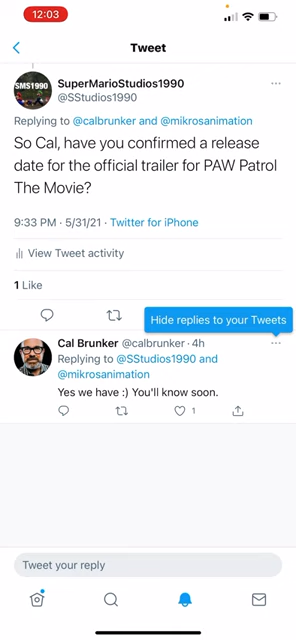 12:03
Tweet
SMS1990
SuperMarioStudios1990
@SStudios1990
Replying to @calbrunker and @mikrosanimation
So Cal, have you confirmed a release
date for the official trailer for PAW Patrol
The Movie?
9:33 PM · 5/31/21 · Twitter for iPhone
View Tweet activity
1 Like
Hide replies to your Tweets
Cal Brunker @calbrunker · 4h
Replying to @SStudios1990 and
@mikrosanimation
Yes we have :) You'll know soon.
1
Tweet your reply